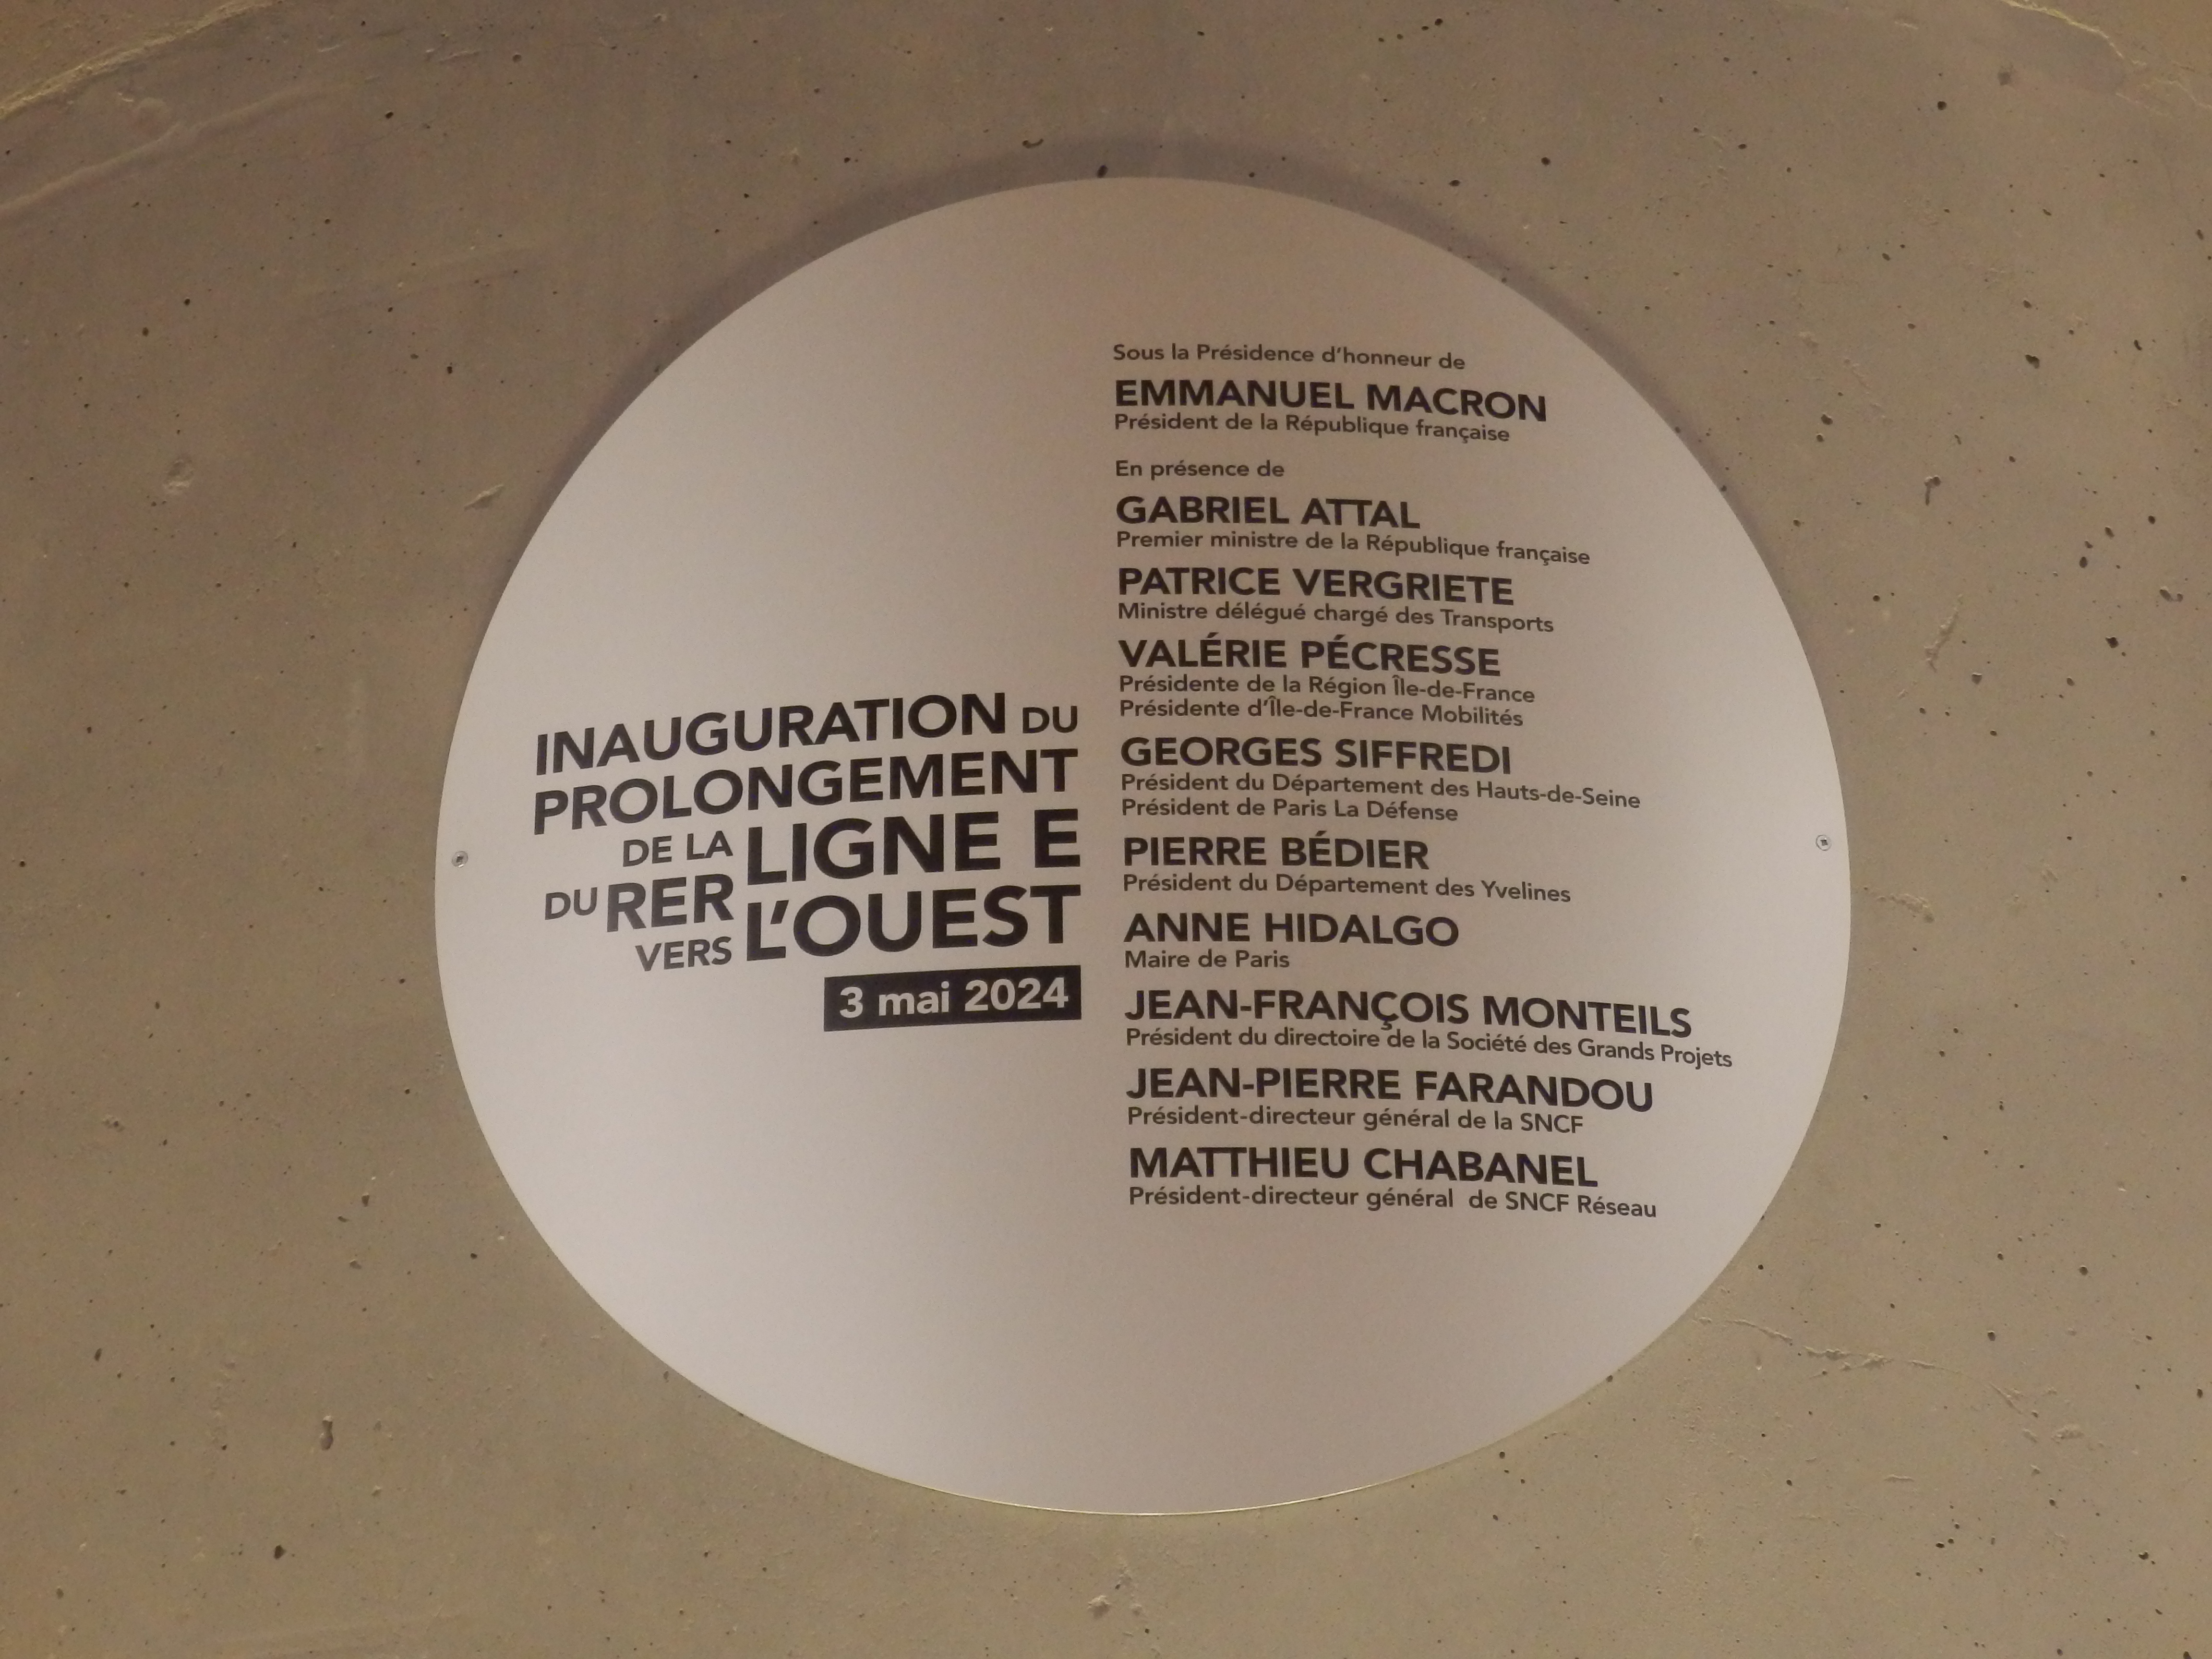 INAUGURATION DU
PROLONGEMENT
DE LA LIGNE E
DU RER
VERS L'OUEST
3 mai 2024
Sous la Présidence d'honneur de
EMMANUEL MACRON
Président de la République française
En présence de
GABRIEL ATTAL
Premier ministre de la République française
PATRICE VERGRIETE
Ministre délégué chargé des Transports
VALÉRIE PÉCRESSE
Présidente de la Région Île-de-France
Présidente d'Île-de-France Mobilités
GEORGES SIFFREDI
Président du Département des Hauts-de-Seine
Président de Paris La Défense
PIERRE BÉDIER
Président du Département des Yvelines
ANNE HIDALGO
Maire de Paris
JEAN-FRANÇOIS MONTEILS
Président du directoire de la Société des Grands Projets
JEAN-PIERRE FARANDOU
Président-directeur général de la SNCF
MATTHIEU CHABANEL
Président-directeur général de SNCF Réseau